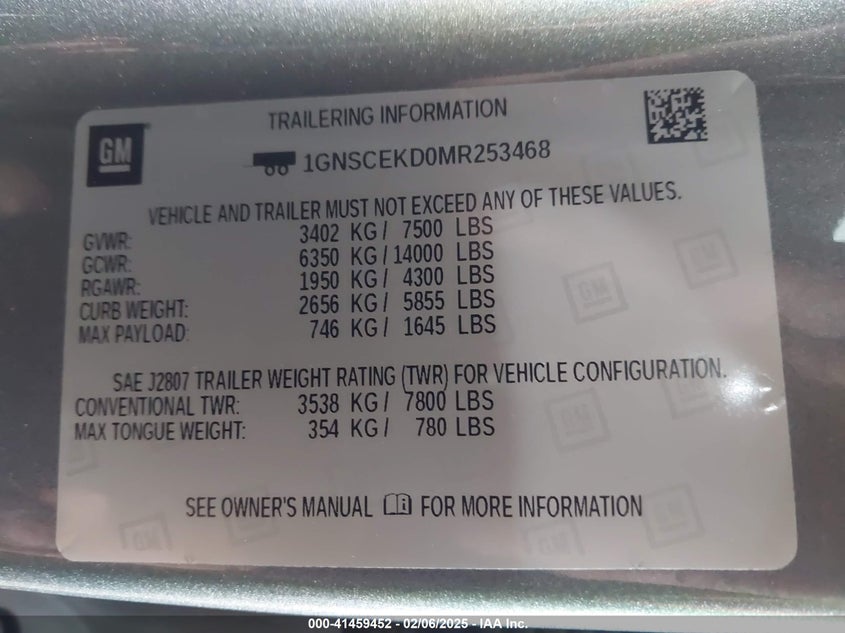 GM
TRAILERING INFORMATION
1GNSCEKD0MR253468
VEHICLE AND TRAILER MUST NOT EXCEED ANY OF THESE VALUES.
GVWR: 3402 KG / 7500 LBS
GCWR: 6350 KG / 14000 LBS
RGAWR: 1950 KG / 4300 LBS
CURB WEIGHT: 2656 KG / 5855 LBS
MAX PAYLOAD: 746 KG / 1645 LBS
SAE J2807 TRAILER WEIGHT RATING (TWR) FOR VEHICLE CONFIGURATION.
CONVENTIONAL TWR: 3538 KG / 7800 LBS
MAX TONGUE WEIGHT: 354 KG / 780 LBS
SEE OWNER'S MANUAL FOR MORE INFORMATION
GM
GM
GM
GM
000-41459452 - 02/06/2025 - IAA Inc.